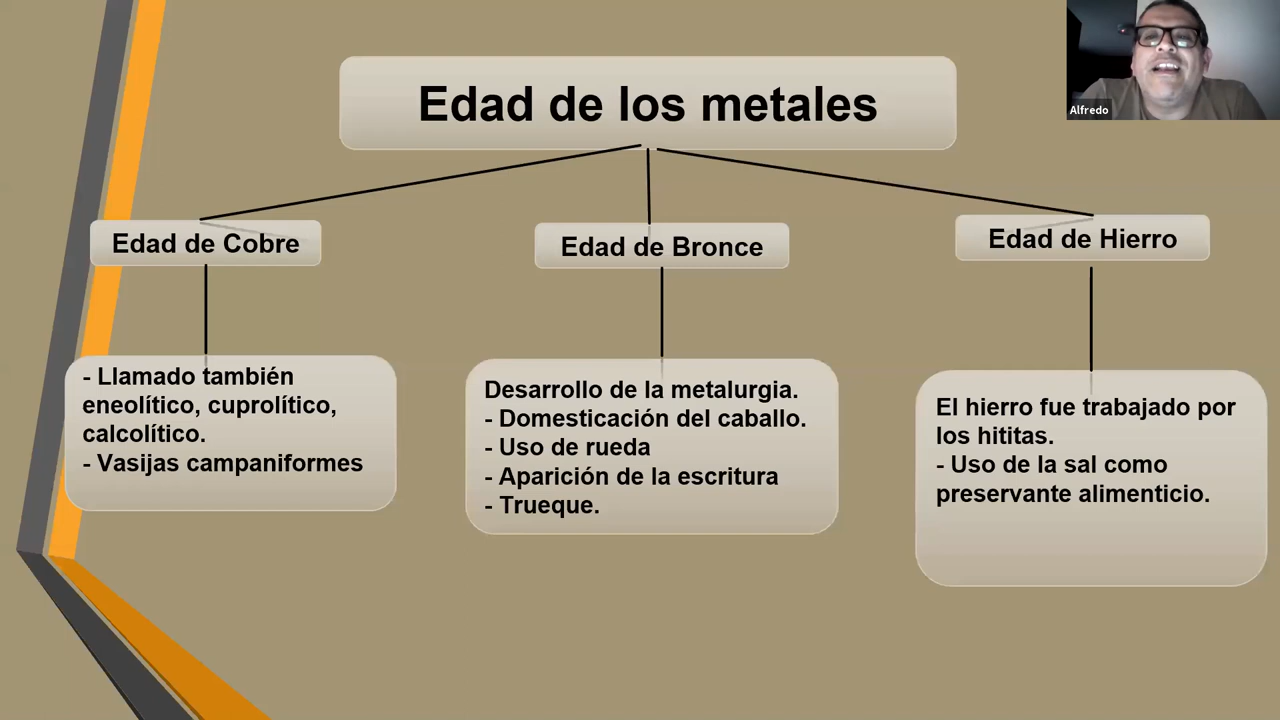 Edad de los metales
Alfredo
Edad de Cobre
Edad de Bronce
Edad de Hierro
- Llamado también
eneolítico, cuprolítico,
calcolítico.
- Vasijas campaniformes
Desarrollo de la metalurgia.
- Domesticación del caballo.
- Uso de rueda
- Aparición de la escritura
- Trueque.
El hierro fue trabajado por
los hititas.
- Uso de la sal como
preservante alimenticio.